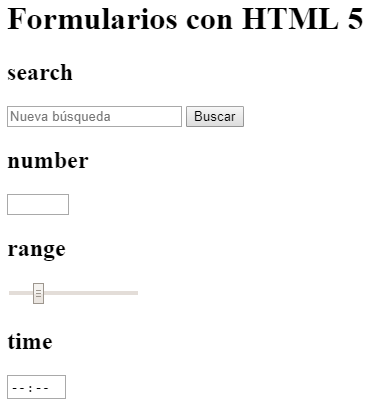 Formularios con HTML 5
search
Nueva búsqueda Buscar
number
range
time
--:--